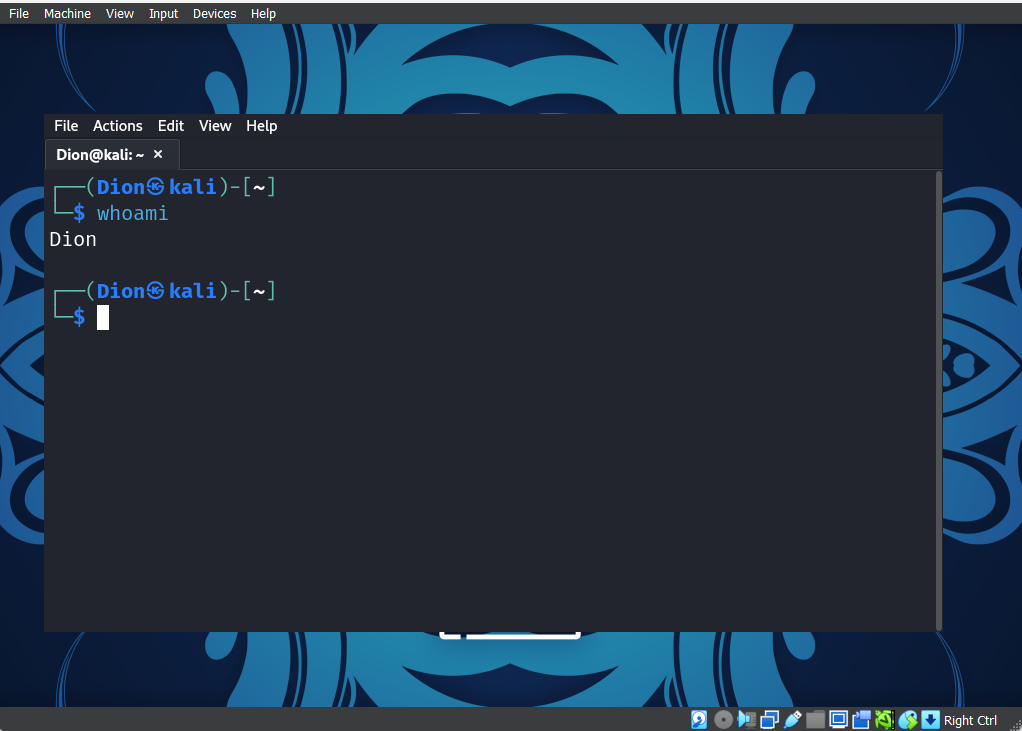 File Machine View Input Devices Help
File Actions Edit View Help
Dion@kali: ~ ×
┌──(Dion㉿kali)-[~]
└─$ whoami
Dion
┌──(Dion㉿kali)-[~]
└─$
Right Ctrl